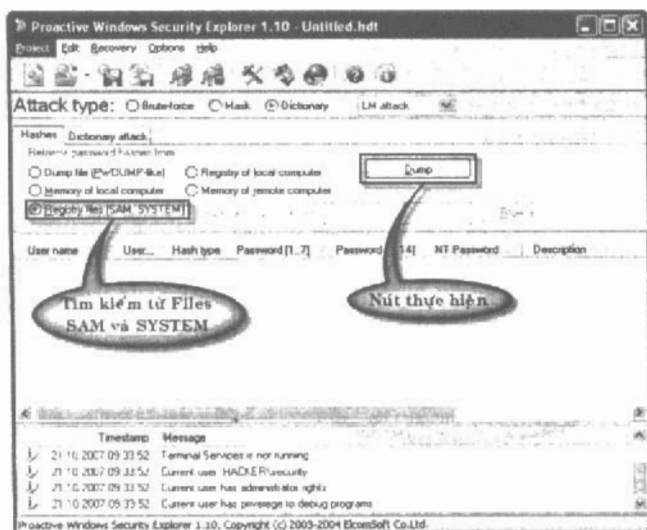 Proactive Windows Security Explorer 1.10 - Untitled.hdt
Project Edit Recovery Options Help
Attack type: Brute-force Mask Dictionary LM attack
Hashes Dictionary attack
Retrieve password hashes from
Dump file (PwDUMP-like) Registry of local computer Dump
Memory of local computer Memory of remote computer
Registry files (SAM, SYSTEM)
User name User... Hash type Password [1..7] Password 14] NT Password Description
Tìm kiếm từ Files
SAM và SYSTEM
Nút thực hiện
Timestamp Message
21.10.2007 09:33:52 Terminal Services is not running
21.10.2007 09:33:52 Current user: HACKER\security
21.10.2007 09:33:52 Current user has administrator rights
21.10.2007 09:33:52 Current user has priverege to debug programs
Proactive Windows Security Explorer 1.10, Copyright (c) 2003-2004 ElcomSoft Co.Ltd.